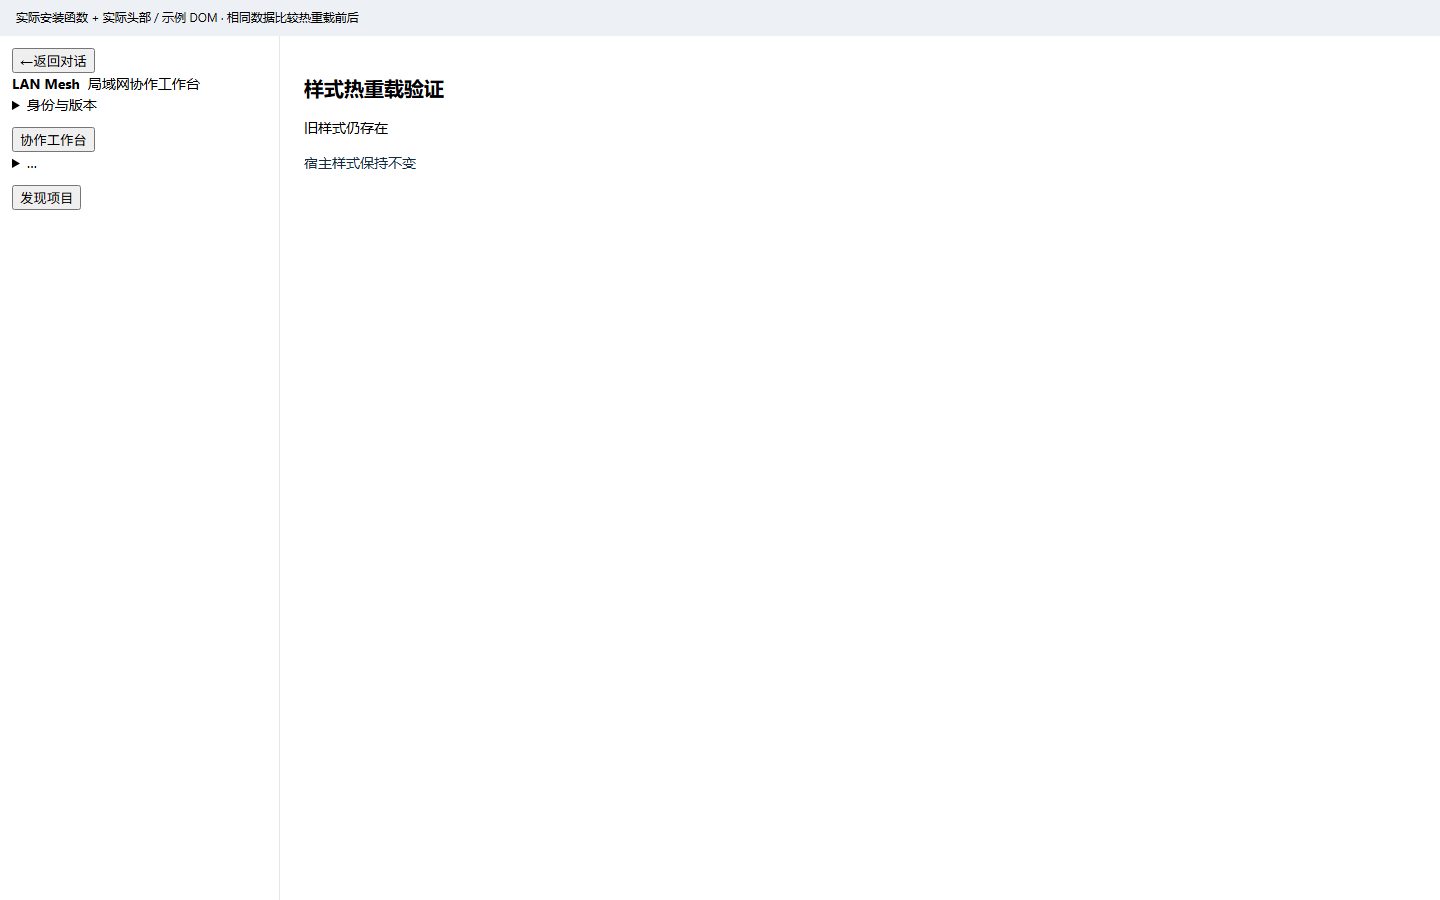 实际安装函数 + 实际头部 / 示例 DOM · 相同数据比较热重载前后
←返回对话
LAN Mesh 局域网协作工作台
▶ 身份与版本
协作工作台
▶ ...
发现项目
样式热重载验证
旧样式仍存在
宿主样式保持不变